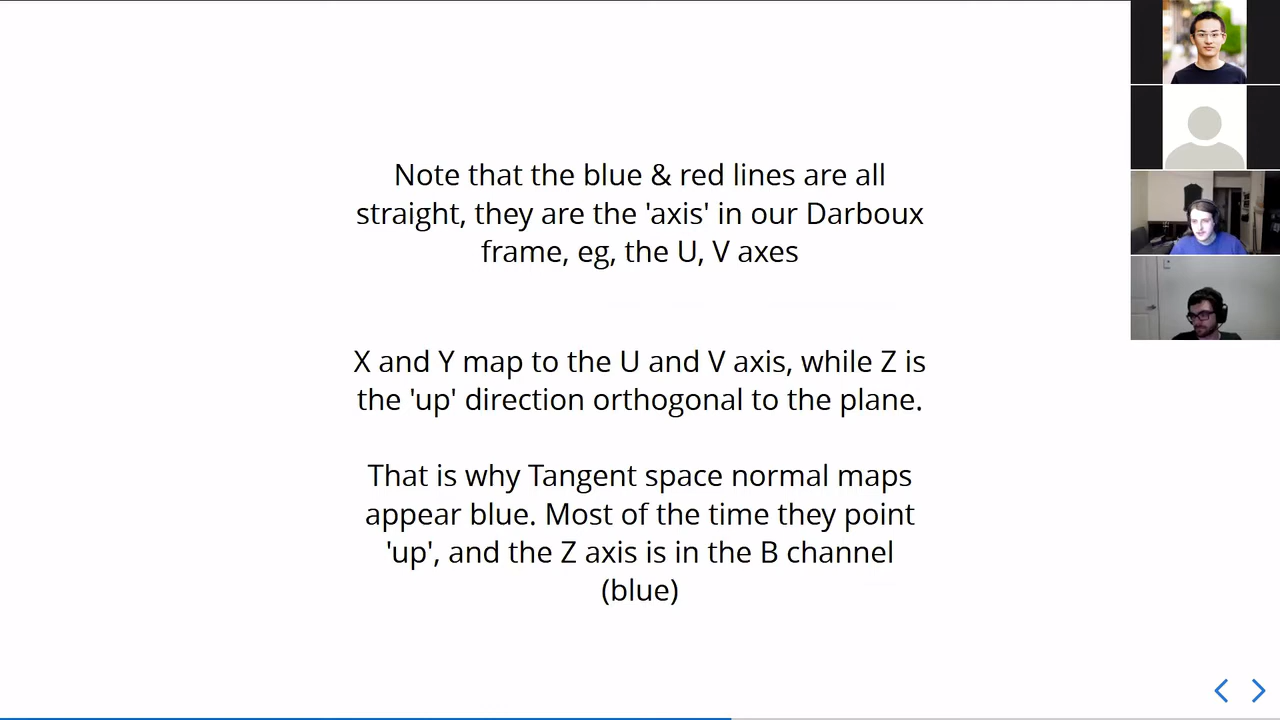 Note that the blue & red lines are all
straight, they are the 'axis' in our Darboux
frame, eg, the U, V axes
X and Y map to the U and V axis, while Z is
the 'up' direction orthogonal to the plane.
That is why Tangent space normal maps
appear blue. Most of the time they point
'up', and the Z axis is in the B channel
(blue)